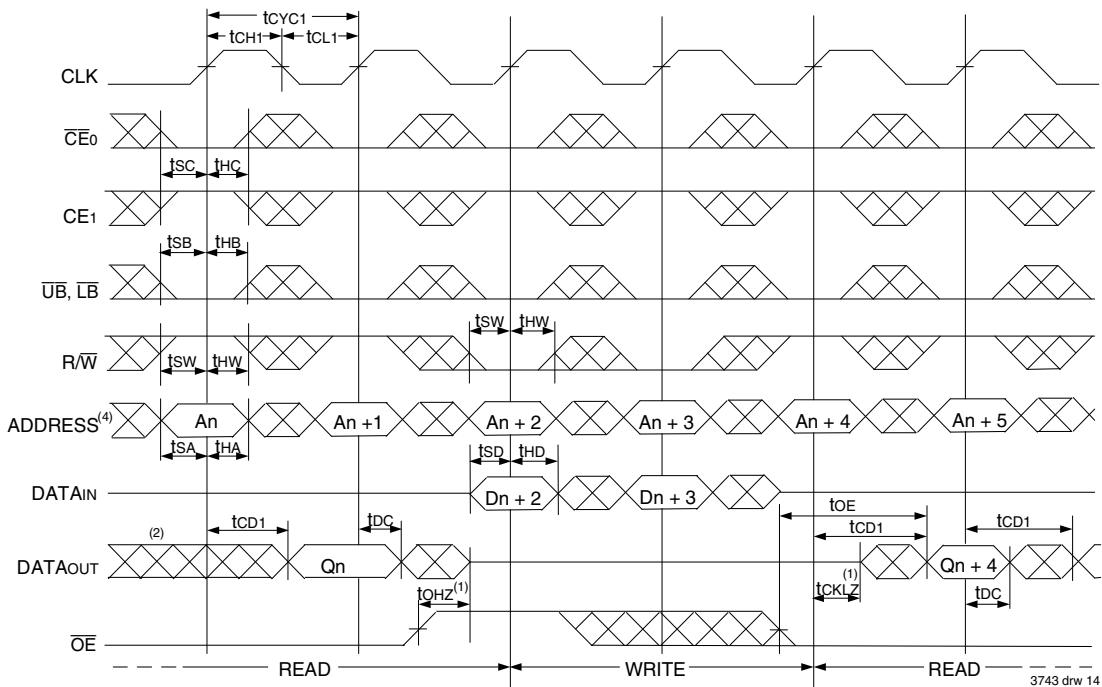 tCYC1
tCH1 tCL1
CLK
CE0
tSC tHC
CE1
tSB tHB
UB, LB
tSW tHW
R/W
tSW tHW
ADDRESS(4) An An +1 An + 2 An + 3 An + 4 An + 5
tSA tHA
tSD tHD
DATAIN Dn + 2 Dn + 3
tOE
(2) tCD1 tDC tCD1 tCD1
DATAOUT Qn Qn + 4
tOHZ(1) tCKLZ(1) tDC
OE
READ WRITE READ
3743 drw 14